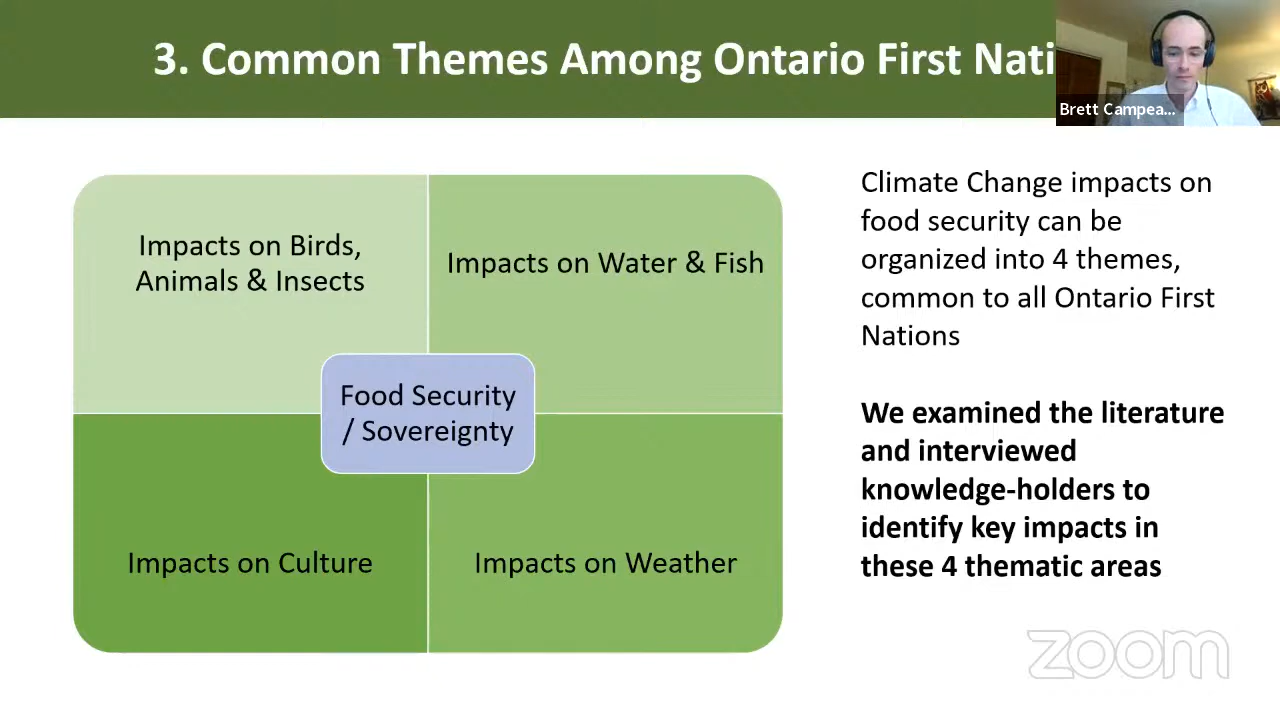 3. Common Themes Among Ontario First Nati
Brett Campea...
Impacts on Birds,
Animals & Insects
Impacts on Water & Fish
Food Security
/ Sovereignty
Impacts on Culture
Impacts on Weather
Climate Change impacts on
food security can be
organized into 4 themes,
common to all Ontario First
Nations
We examined the literature
and interviewed
knowledge-holders to
identify key impacts in
these 4 thematic areas
zoom